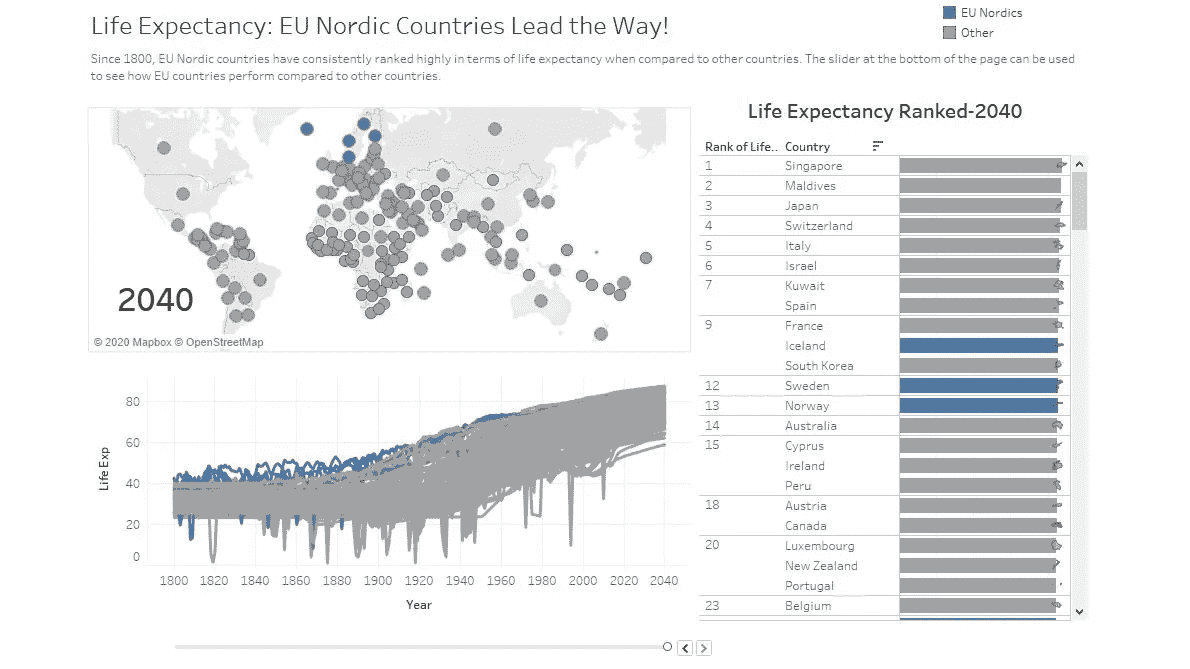 Life Expectancy: EU Nordic Countries Lead the Way!
EU Nordics
Other
Since 1800, EU Nordic countries have consistently ranked highly in terms of life expectancy when compared to other countries. The slider at the bottom of the page can be used
to see how EU countries perform compared to other countries.
2040
© 2020 Mapbox © OpenStreetMap
Life Expectancy Ranked-2040
Rank of Life.. Country
1 Singapore
2 Maldives
3 Japan
4 Switzerland
5 Italy
6 Israel
7 Kuwait
Spain
9 France
Iceland
South Korea
12 Sweden
13 Norway
14 Australia
15 Cyprus
Ireland
Peru
18 Austria
Canada
20 Luxembourg
New Zealand
Portugal
23 Belgium
Life Exp
80
60
40
20
0
1800 1820 1840 1860 1880 1900 1920 1940 1960 1980 2000 2020 2040
Year